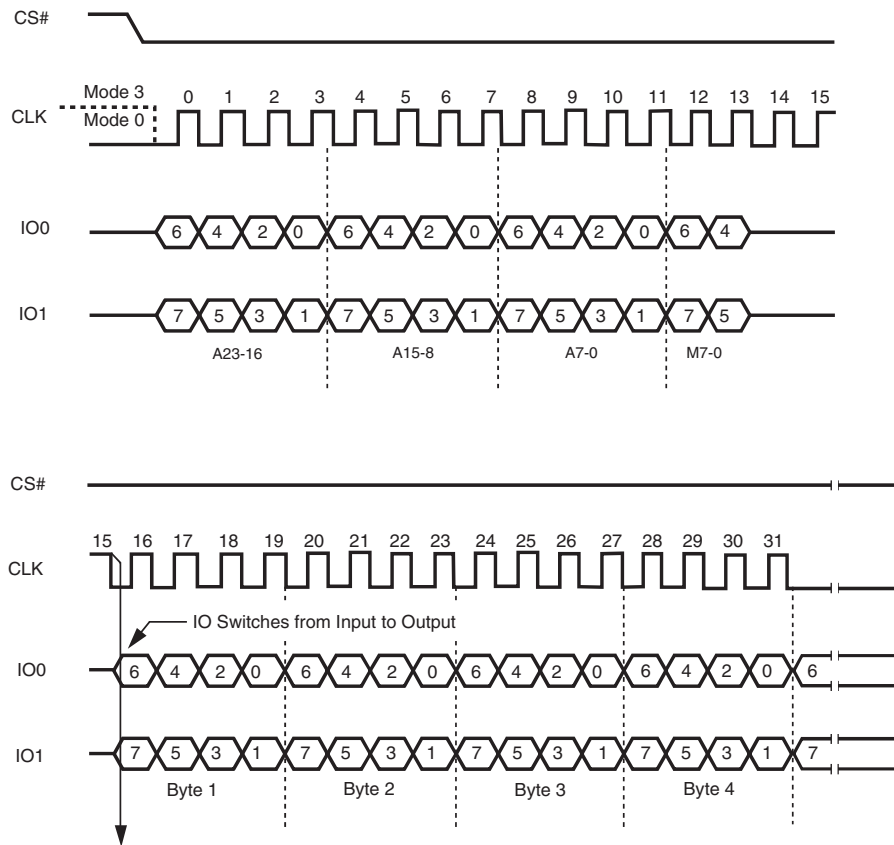 CS#
Mode 3
Mode 0
CLK
0 1 2 3 4 5 6 7 8 9 10 11 12 13 14 15
IO0
6 4 2 0 6 4 2 0 6 4 2 0 6 4
IO1
7 5 3 1 7 5 3 1 7 5 3 1 7 5
A23-16 A15-8 A7-0 M7-0
CS#
15 16 17 18 19 20 21 22 23 24 25 26 27 28 29 30 31
CLK
IO Switches from Input to Output
IO0
6 4 2 0 6 4 2 0 6 4 2 0 6 4 2 0 6
IO1
7 5 3 1 7 5 3 1 7 5 3 1 7 5 3 1 7
Byte 1 Byte 2 Byte 3 Byte 4